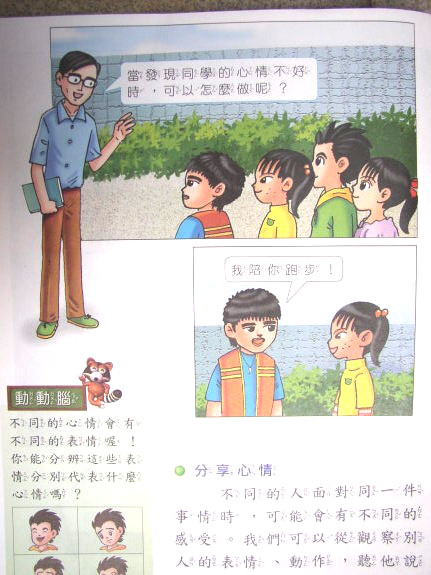 當發現同學的心情不好
時，可以怎麼做呢？
我陪你跑步！
動動腦
不同的心情會有
不同的表情喔！
你能分辨這些表
情分別代表什麼
心情嗎？
分享心情
不同的人面對同一件
事情時，可能會有不同的
感受。我們可以從觀察別
人的表情、動作，聽他說